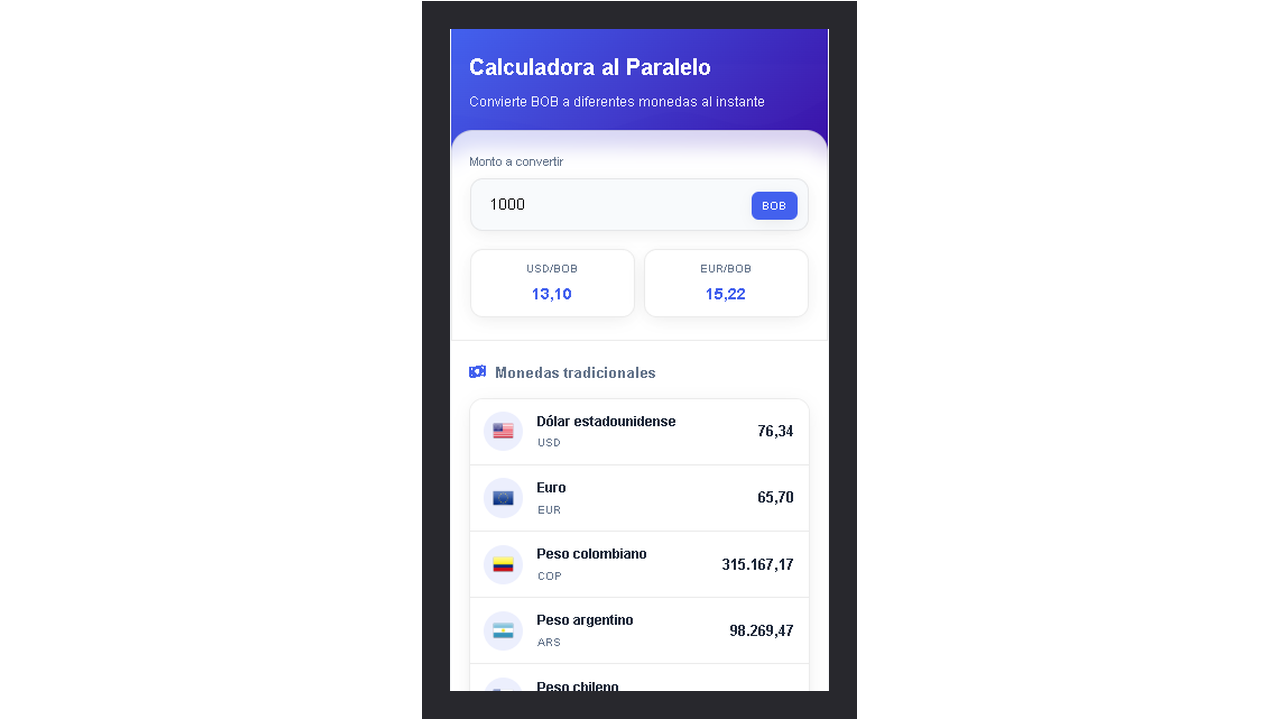 Calculadora al Paralelo
Convierte BOB a diferentes monedas al instante
Monto a convertir
1000
BOB
USD/BOB
13,10
EUR/BOB
15,22
Monedas tradicionales
Dólar estadounidense
USD
76,34
Euro
EUR
65,70
Peso colombiano
COP
315.167,17
Peso argentino
ARS
98.269,47
Peso chileno